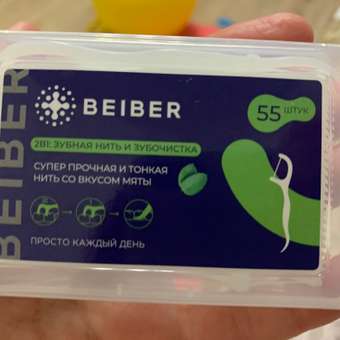 BEIBER
BEIBER
55 ШТУК
2В1: ЗУБНАЯ НИТЬ И ЗУБОЧИСТКА
СУПЕР ПРОЧНАЯ И ТОНКАЯ
НИТЬ СО ВКУСОМ МЯТЫ
ПРОСТО КАЖДЫЙ ДЕНЬ